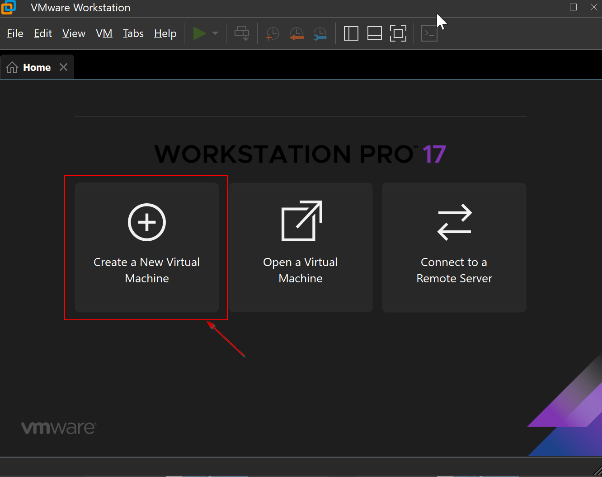 VMware Workstation
File Edit View VM Tabs Help
Home
WORKSTATION PRO™ 17
Create a New Virtual
Machine
Open a Virtual
Machine
Connect to a
Remote Server
vmware®